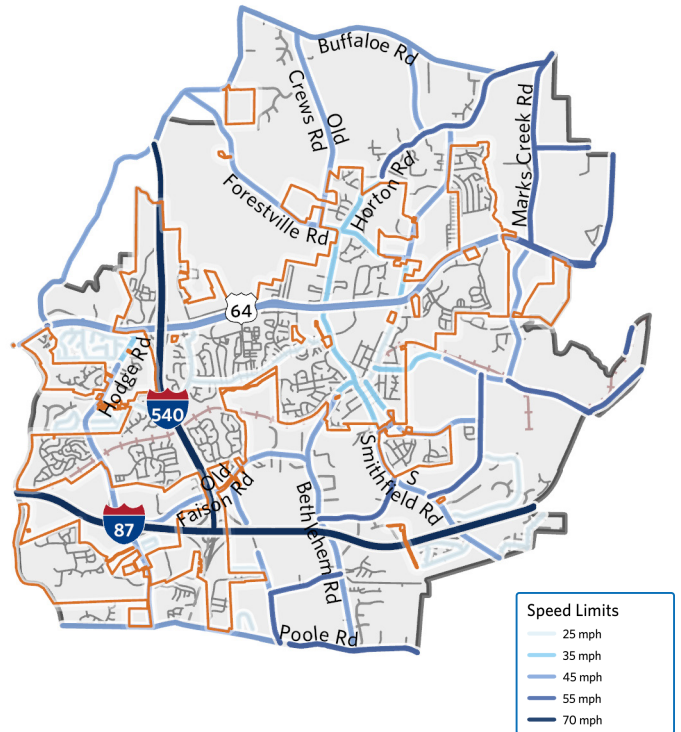 Buffaloe Rd
Old
Crews Rd
Marks Creek Rd
Horton Rd
Forestville Rd
64
Hodge Rd
540
Old
Faison Rd
S
Smithfield Rd
Bethlehem Rd
87
Poole Rd
Speed Limits
25 mph
35 mph
45 mph
55 mph
70 mph